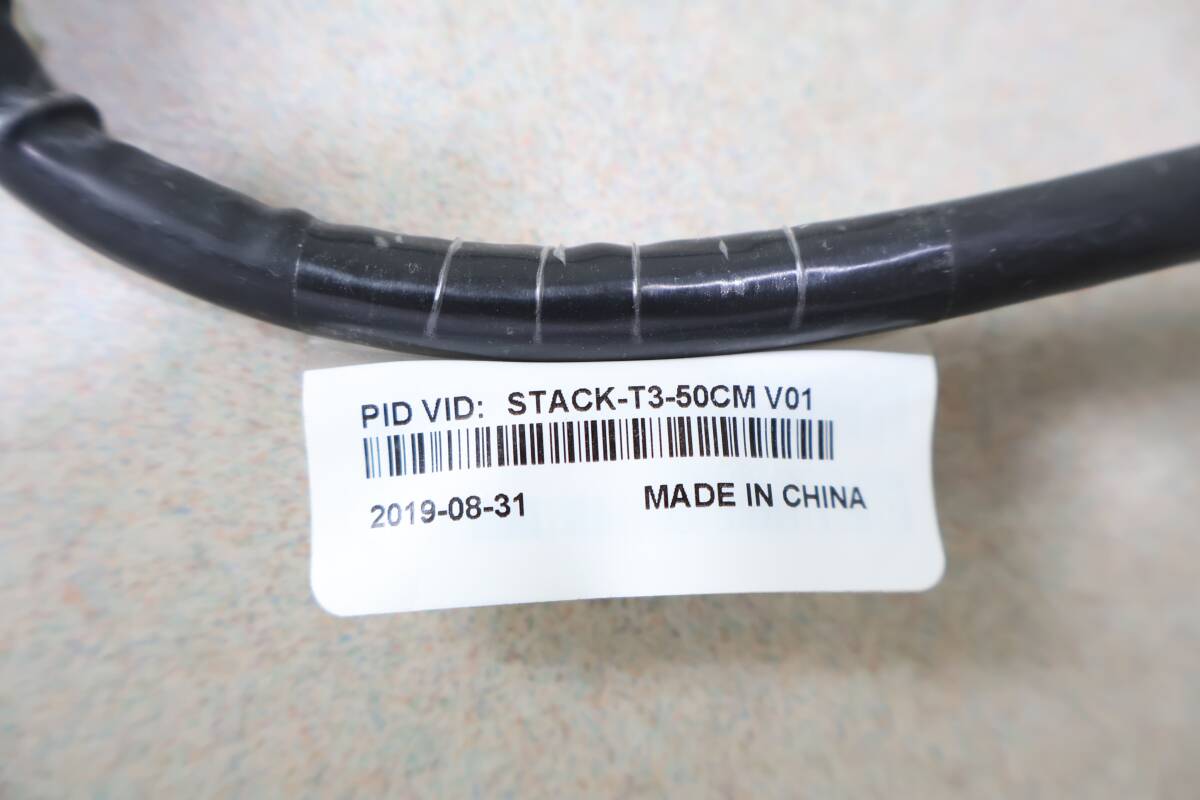 PID VID: STACK-T3-50CM V01
2019-08-31 MADE IN CHINA